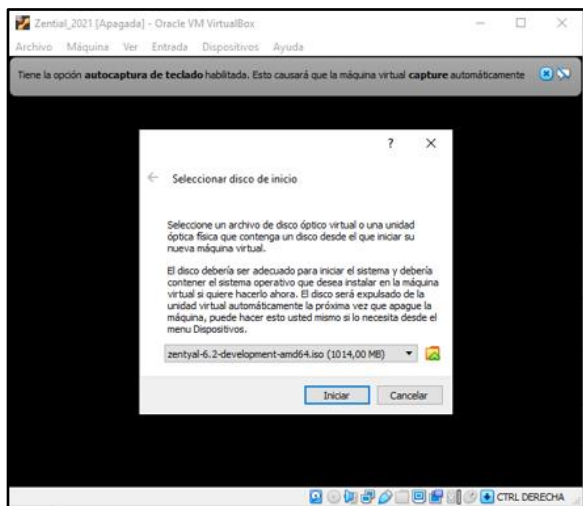 Zential_2021 [Apagada] - Oracle VM VirtualBox
Archivo Máquina Ver Entrada Dispositivos Ayuda
Tiene la opción autocaptura de teclado habilitada. Esto causará que la máquina virtual capture automáticamente
Seleccionar disco de inicio
Seleccione un archivo de disco óptico virtual o una unidad
óptica física que contenga un disco desde el que iniciar su
nueva máquina virtual.
El disco debería ser adecuado para iniciar el sistema y debería
contener el sistema operativo que desea instalar en la máquina
virtual si quiere hacerlo ahora. El disco será expulsado de la
unidad virtual automáticamente la próxima vez que apague la
máquina, puede hacer esto usted mismo si lo necesita desde el
menu Dispositivos.
zentyal-6.2-development-amd64.iso (1014,00 MB)
Iniciar Cancelar
CTRL DERECHA